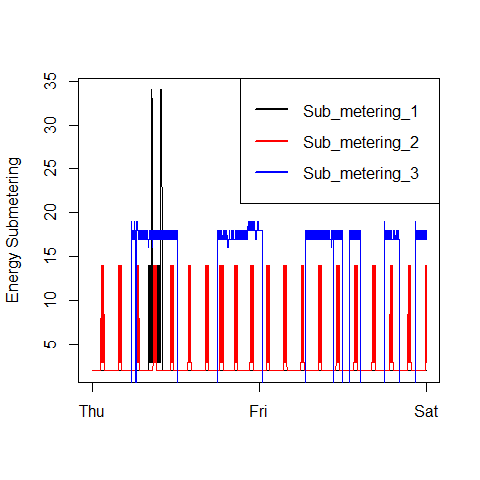 Sub_metering_1
Sub_metering_2
Sub_metering_3
Energy Submetering
35
30
25
20
15
10
5
Thu Fri Sat